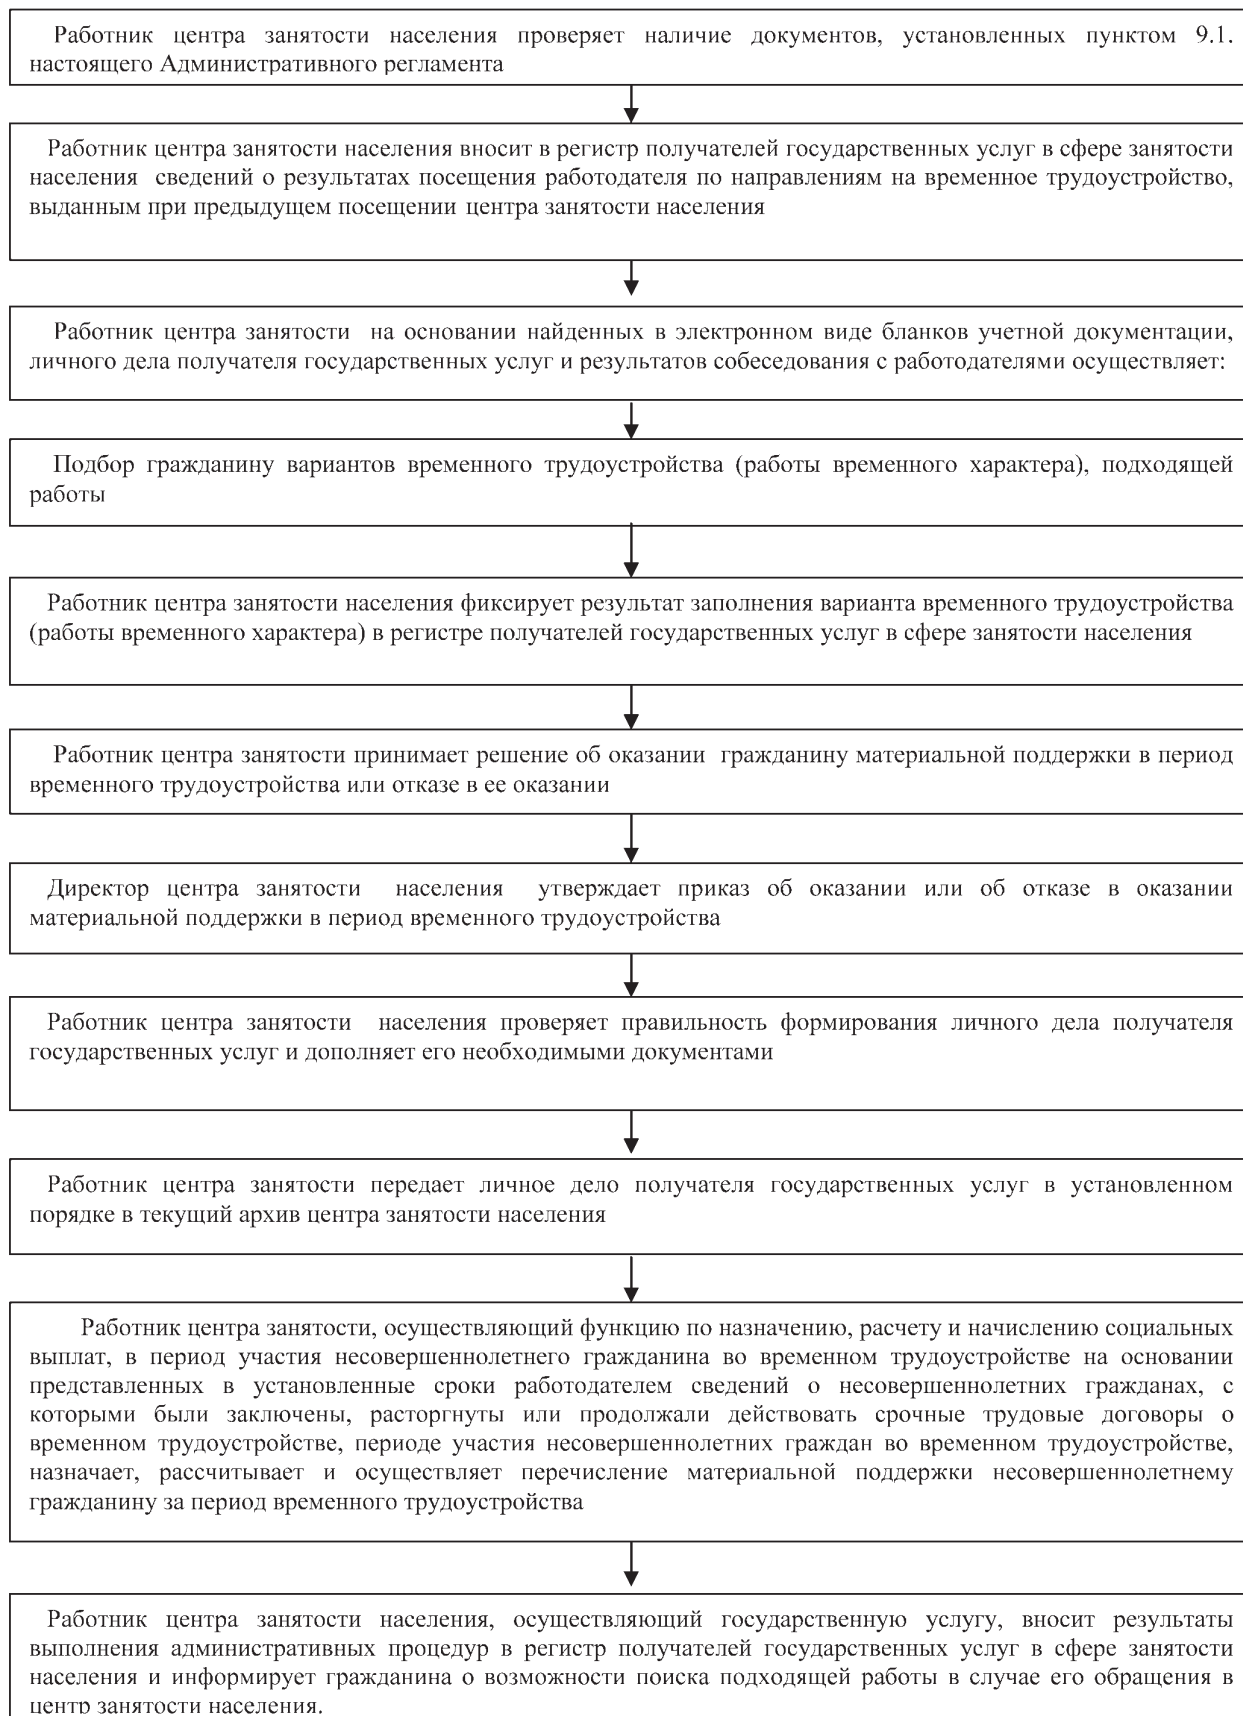 Работник центра занятости населения проверяет наличие документов, установленных пунктом 9.1.
настоящего Административного регламента
Работник центра занятости населения вносит в регистр получателей государственных услуг в сфере занятости
населения сведений о результатах посещения работодателя по направлениям на временное трудоустройство,
выданным при предыдущем посещении центра занятости населения
Работник центра занятости на основании найденных в электронном виде бланков учетной документации,
личного дела получателя государственных услуг и результатов собеседования с работодателями осуществляет:
Подбор гражданину вариантов временного трудоустройства (работы временного характера), подходящей
работы
Работник центра занятости населения фиксирует результат заполнения варианта временного трудоустройства
(работы временного характера) в регистре получателей государственных услуг в сфере занятости населения
Работник центра занятости принимает решение об оказании гражданину материальной поддержки в период
временного трудоустройства или отказе в ее оказании
Директор центра занятости населения утверждает приказ об оказании или об отказе в оказании
материальной поддержки в период временного трудоустройства
Работник центра занятости населения проверяет правильность формирования личного дела получателя
государственных услуг и дополняет его необходимыми документами
Работник центра занятости передает личное дело получателя государственных услуг в установленном
порядке в текущий архив центра занятости населения
Работник центра занятости, осуществляющий функцию по назначению, расчету и начислению социальных
выплат, в период участия несовершеннолетнего гражданина во временном трудоустройстве на основании
представленных в установленные сроки работодателем сведений о несовершеннолетних гражданах, с
которыми были заключены, расторгнуты или продолжали действовать срочные трудовые договоры о
временном трудоустройстве, периоде участия несовершеннолетних граждан во временном трудоустройстве,
назначает, рассчитывает и осуществляет перечисление материальной поддержки несовершеннолетнему
гражданину за период временного трудоустройства
Работник центра занятости населения, осуществляющий государственную услугу, вносит результаты
выполнения административных процедур в регистр получателей государственных услуг в сфере занятости
населения и информирует гражданина о возможности поиска подходящей работы в случае его обращения в
центр занятости населения.